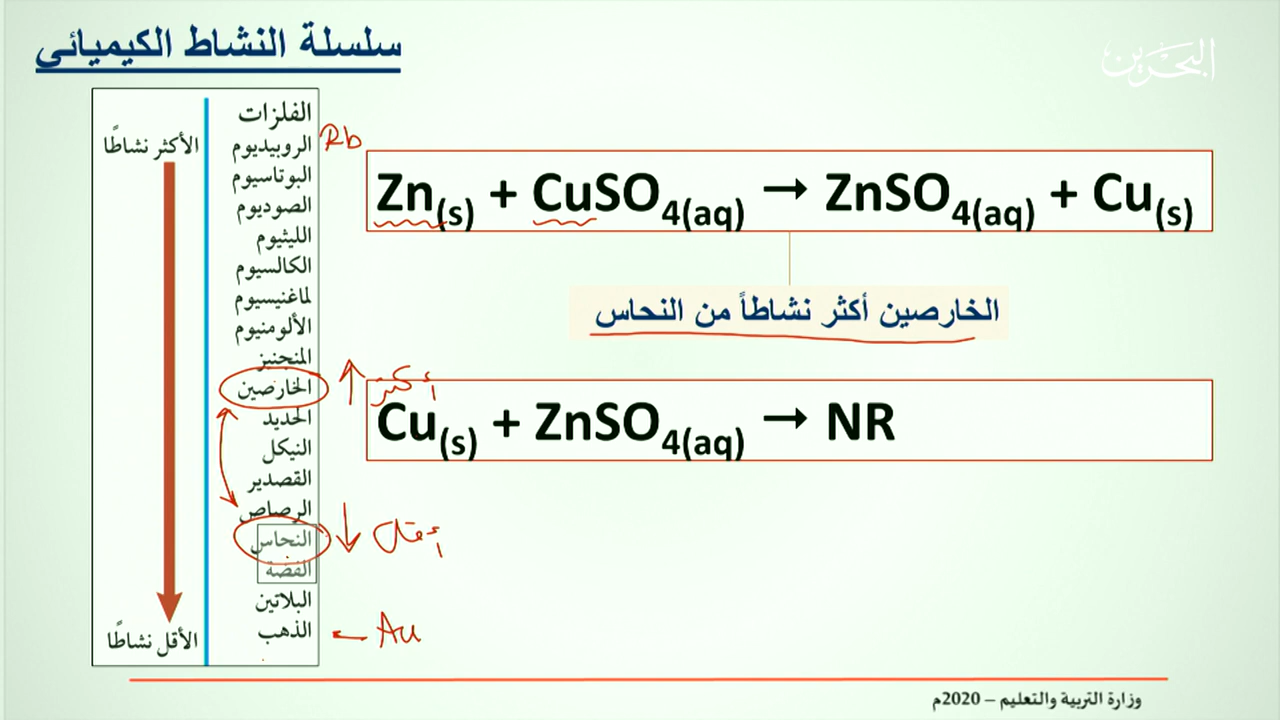 سلسلة النشاط الكيميائي
البحرين
الفلزات
الأكثر نشاطًا
الروبيديوم Rb
البوتاسيوم
الصوديوم
الليثيوم
الكالسيوم
لماغنيسيوم
الألومنيوم
المنجنيز
الخارصين
أكثر
الحديد
النيكل
القصدير
الرصاص
النحاس
أقل
الفضة
البلاتين
الذهب Au
الأقل نشاطًا
Zn(s) + CuSO4(aq) → ZnSO4(aq) + Cu(s)
الخارصين أكثر نشاطاً من النحاس
Cu(s) + ZnSO4(aq) → NR
وزارة التربية والتعليم – 2020م